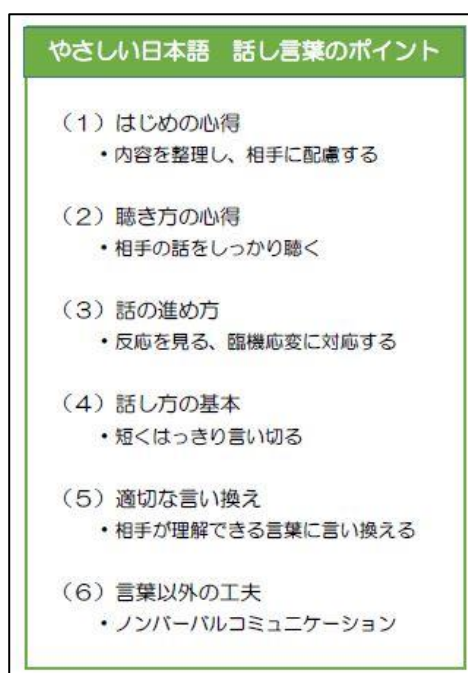 やさしい日本語　話し言葉のポイント
（１）はじめの心得
・内容を整理し、相手に配慮する
（２）聴き方の心得
・相手の話をしっかり聴く
（３）話の進め方
・反応を見る、臨機応変に対応する
（４）話し方の基本
・短くはっきり言い切る
（５）適切な言い換え
・相手が理解できる言葉に言い換える
（６）言葉以外の工夫
・ノンバーバルコミュニケーション